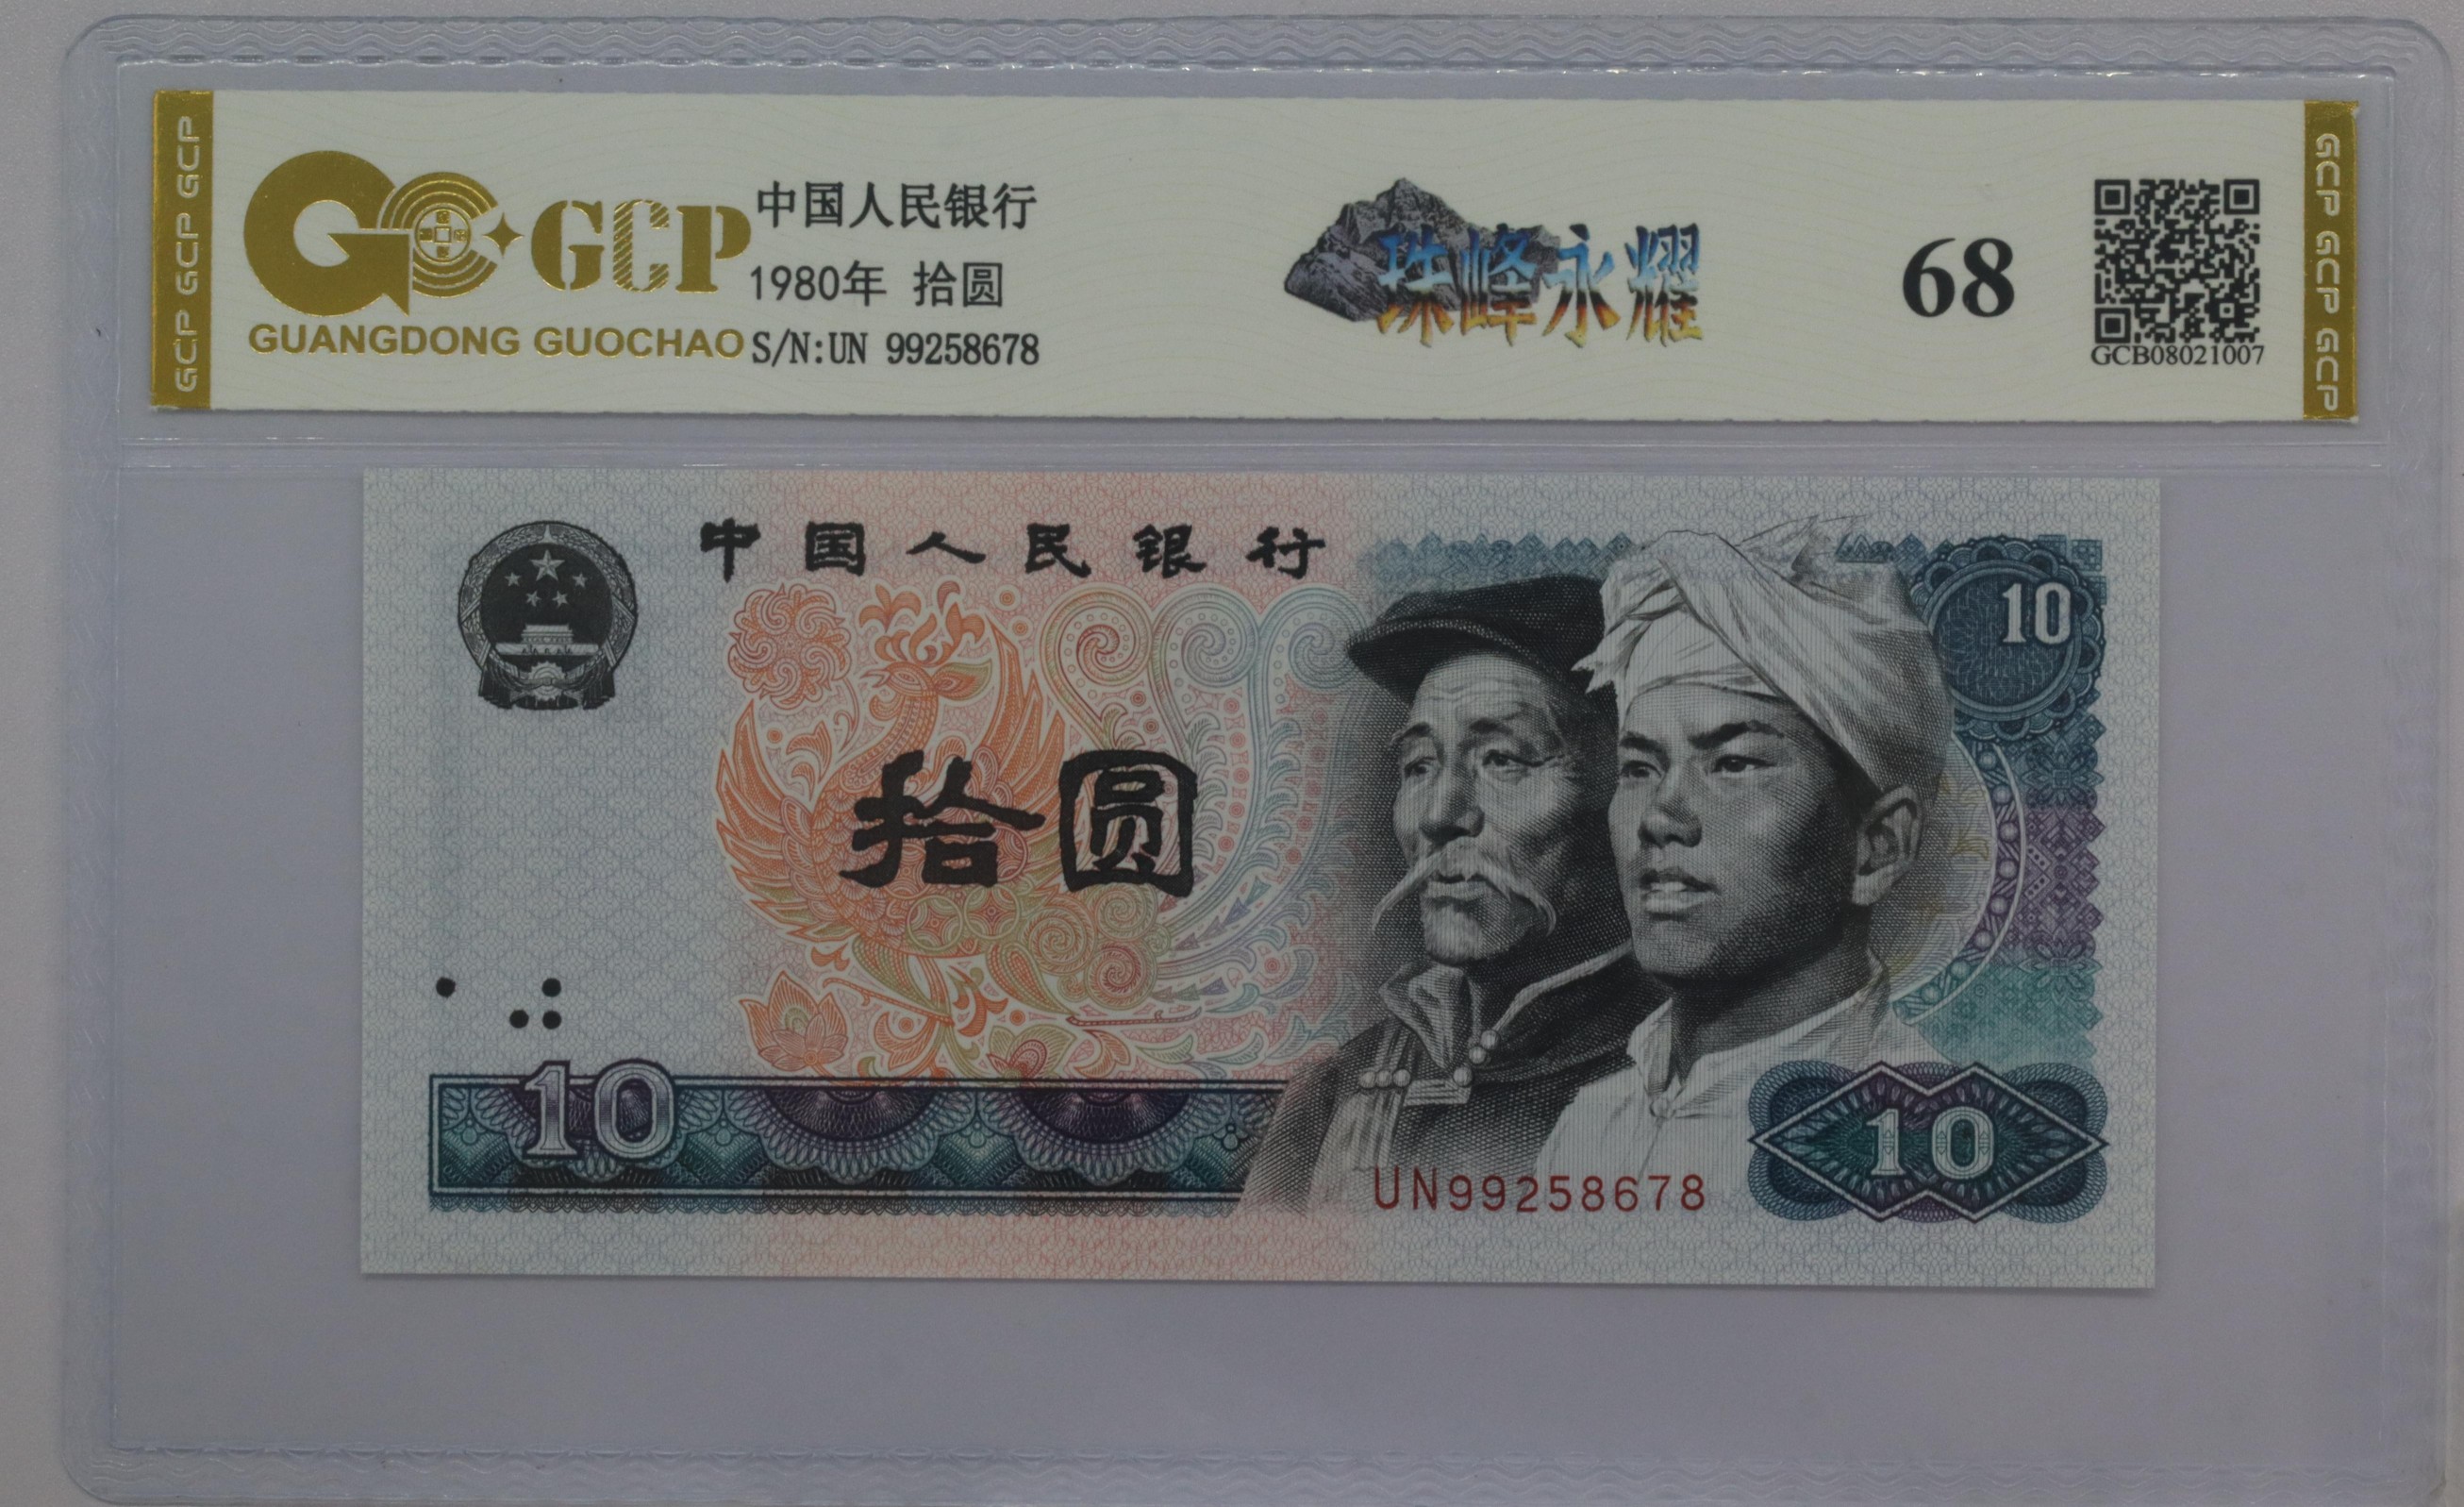 GCP GCP GCP
GCP
GUANGDONG GUOCHAO
中国人民银行
1980年 拾圆
S/N:UN 99258678
珠峰永耀
68
GCB08021007
GCP GCP GCP
中国人民银行
10
拾圆
10
UN99258678
10